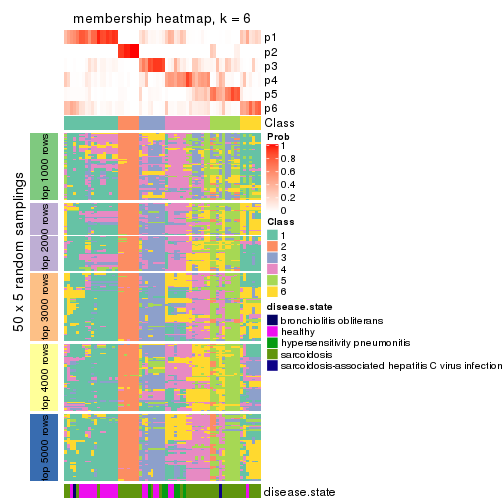 membership heatmap, k = 6
p1
p2
p3
p4
p5
p6
Class
50 x 5 random samplings
top 1000 rows
top 2000 rows
top 3000 rows
top 4000 rows
top 5000 rows
Prob
1
0.8
0.6
0.4
0.2
0
Class
1
2
3
4
5
6
disease.state
bronchiolitis obliterans
healthy
hypersensitivity pneumonitis
sarcoidosis
sarcoidosis-associated hepatitis C virus infection
disease.state